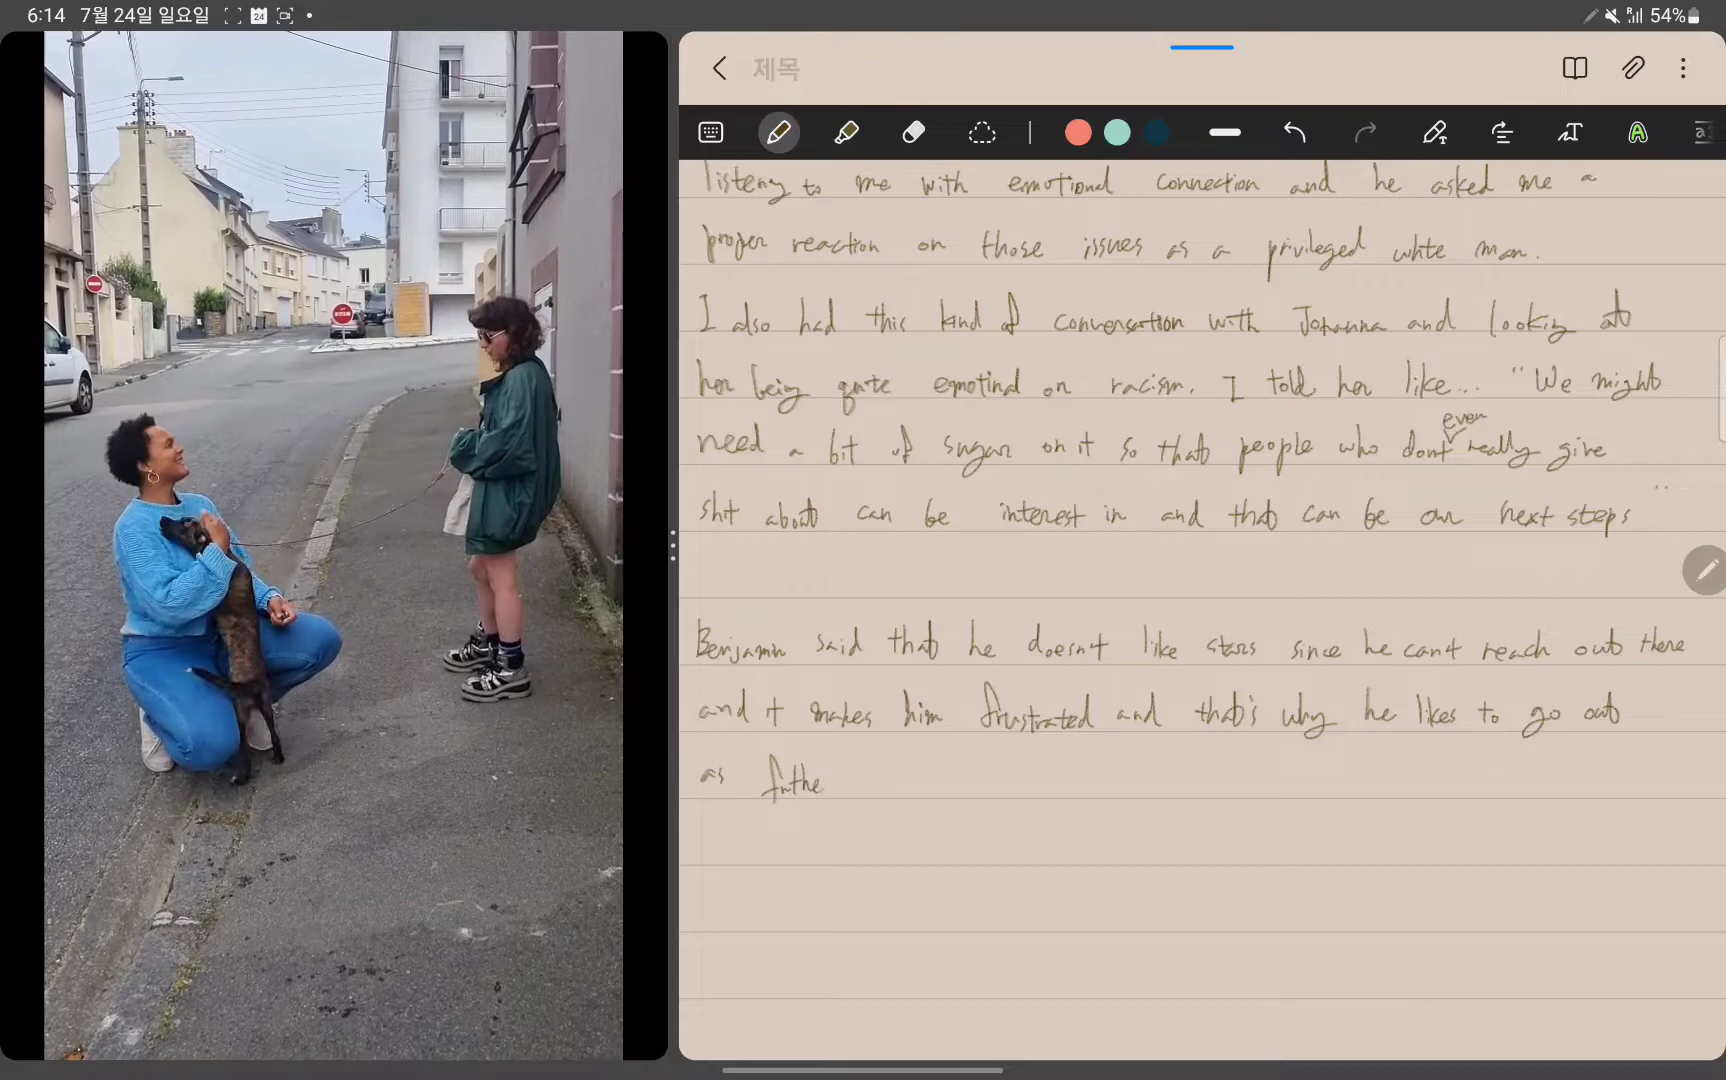 6:14 7월 24일 일요일 24 54%
제목
listeny to me with emotional connection and he asked me a
proper reaction on those issues as a privileged white man.
I also had this kind of conversation with Johanna and looking at
her being quite emotinal on racism. I told her like... "We might
need a bit of sugar on it so that people who dont even really give
shit about can be interest in and that can be our next steps"
Benjamin said that he doesn't like stars since he can't reach out there
and it makes him frustrated and that's why he likes to go out
as furthe